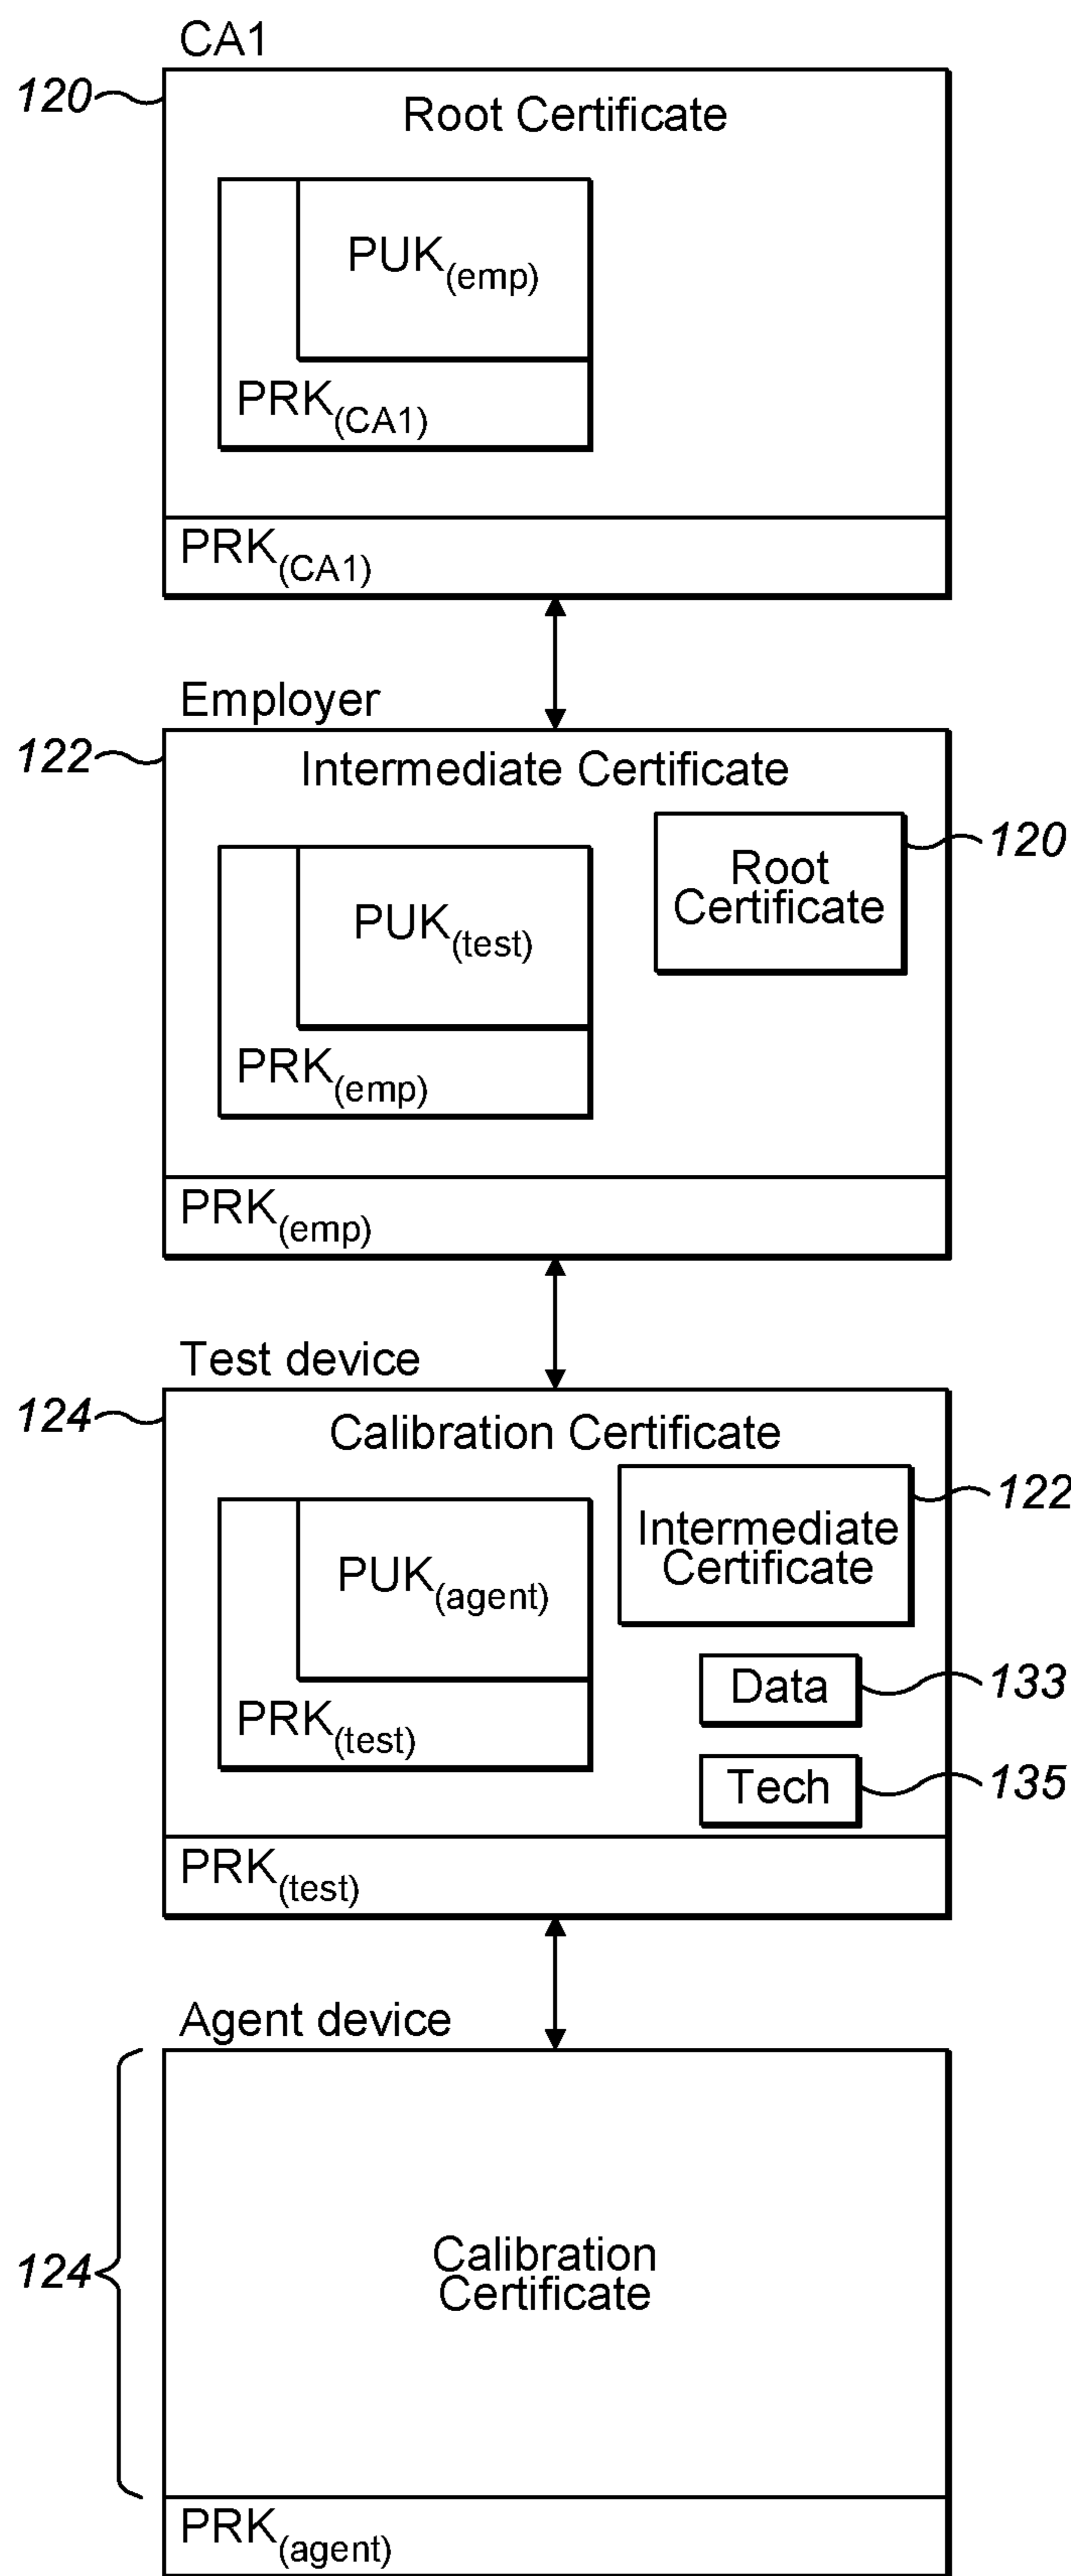 CA1
120
Root Certificate
PUK(emp)
PRK(CA1)
PRK(CA1)
Employer
122
Intermediate Certificate
120
Root
Certificate
PUK(test)
PRK(emp)
PRK(emp)
Test device
124
Calibration Certificate
122
Intermediate
Certificate
PUK(agent)
133
Data
PRK(test)
135
Tech
PRK(test)
Agent device
124
Calibration
Certificate
PRK(agent)